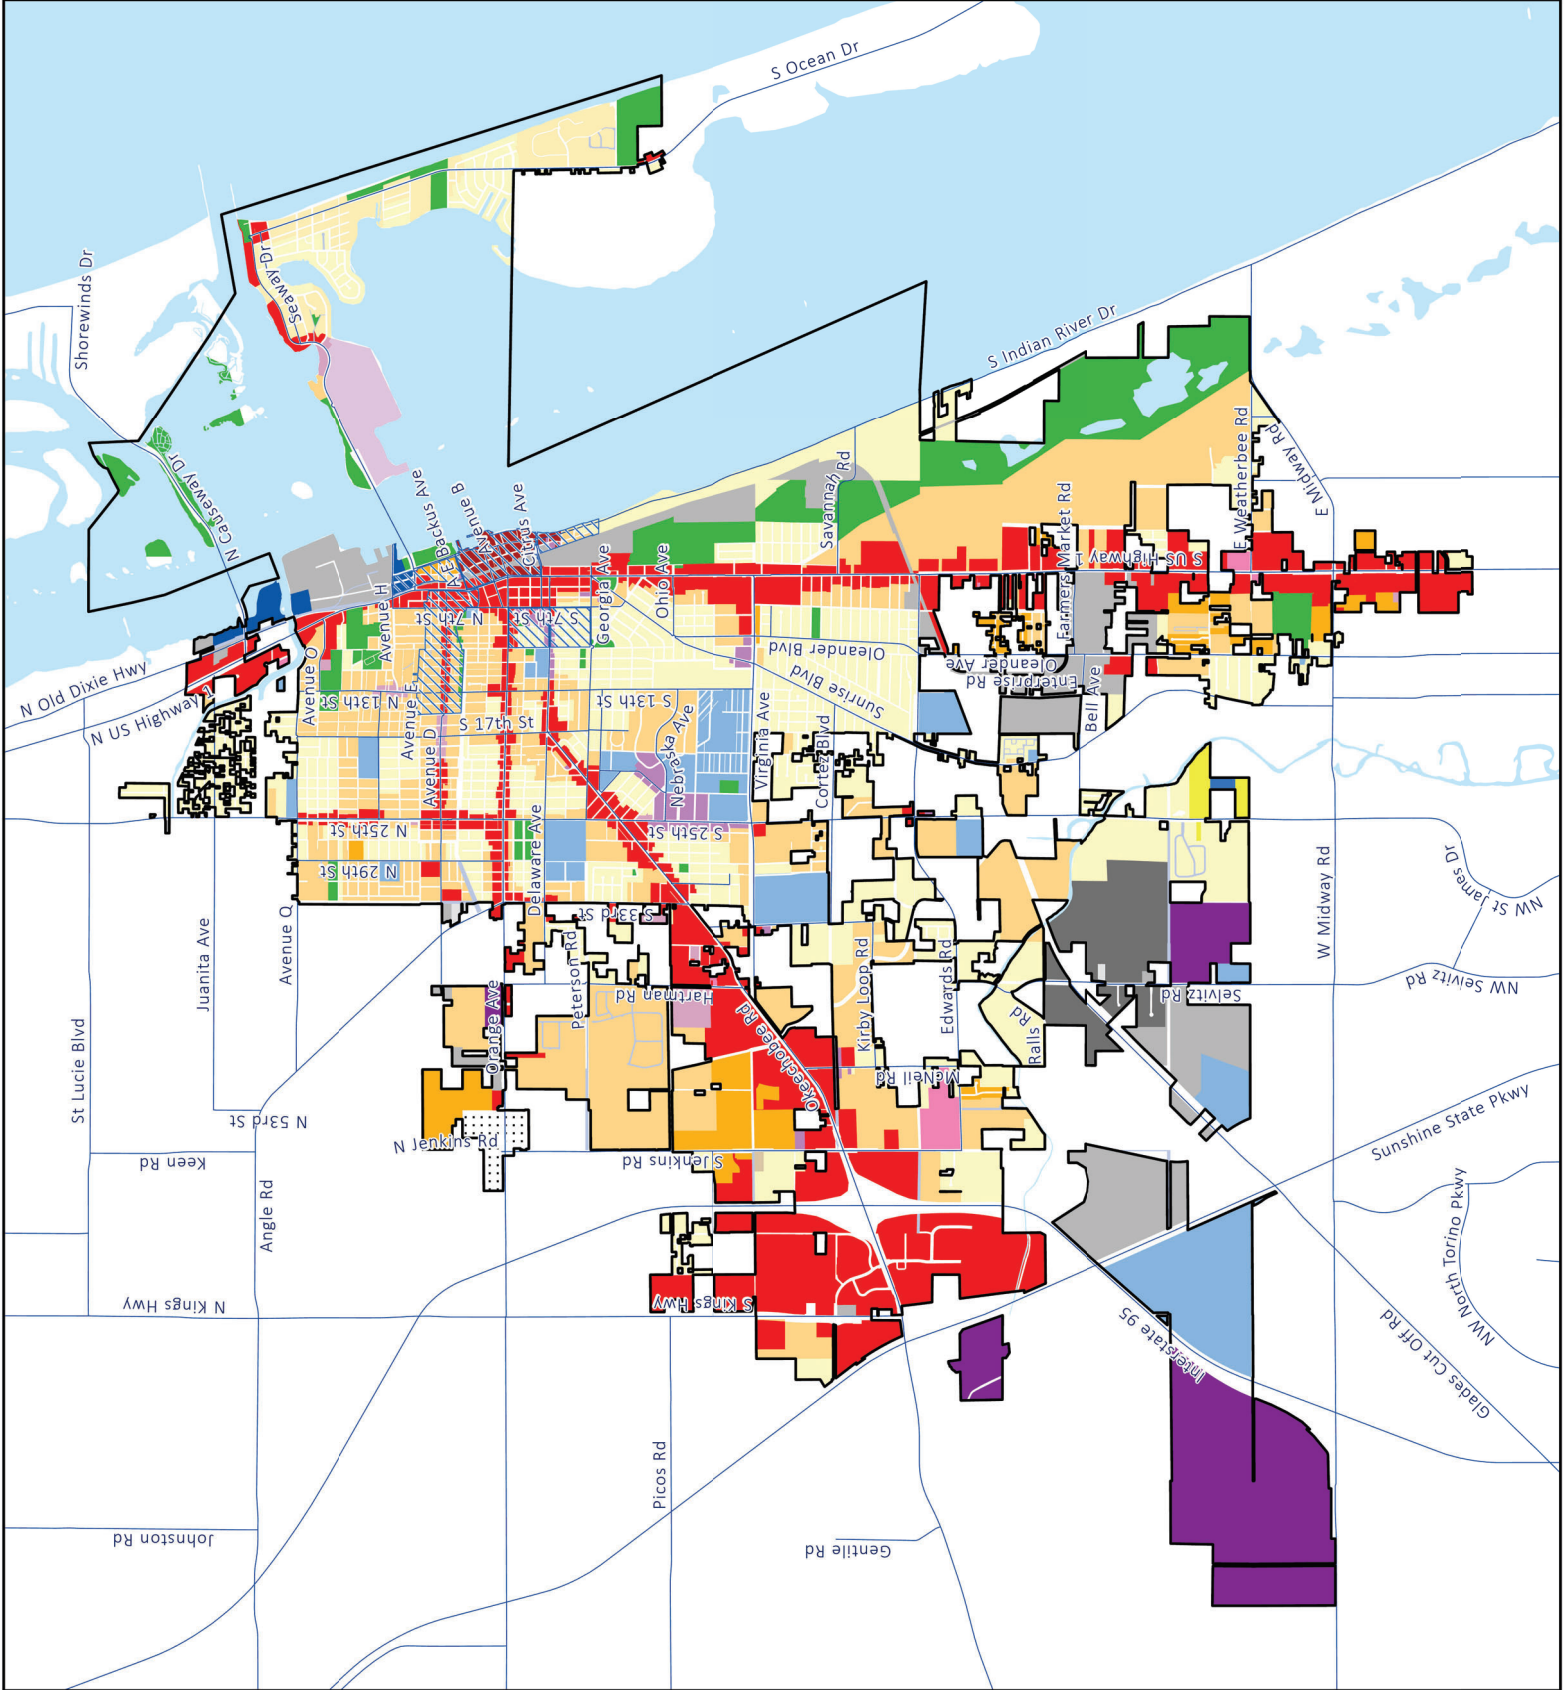 S Ocean Dr
Shorewinds Dr
Seaway Dr
S Indian River Dr
N Causeway Dr
A E Backus Ave
Avenue B
Avenue A
Citrus Ave
Savannah Rd
Farmers Market Rd
E Weatherbee Rd
E Midway Rd
S US Highway 1
Georgia Ave
Ohio Ave
Avenue H
N 7th St
S 7th St
Oleander Blvd
Oleander Ave
Enterprise Rd
Sunrise Blvd
N Old Dixie Hwy
N US Highway 1
Avenue O
N 13th St
S 13th St
Avenue E
S 17th St
Nebraska Ave
Virginia Ave
Cortez Blvd
Bell Ave
Avenue D
N 25th St
S 25th St
Delaware Ave
N 29th St
S 33rd St
W Midway Rd
NW St James Dr
Juanita Ave
Avenue Q
Peterson Rd
Hartman Rd
Kirby Loop Rd
Edwards Rd
Selvitz Rd
NW Selvitz Rd
St Lucie Blvd
Orange Ave
Okeechobee Rd
Ralls Rd
McNeil Rd
N 53rd St
Keen Rd
N Jenkins Rd
S Jenkins Rd
Sunshine State Pkwy
Angle Rd
NW North Torino Pkwy
N Kings Hwy
S Kings Hwy
Interstate 95
Glades Cut Off Rd
Picos Rd
Johnston Rd
Gentile Rd